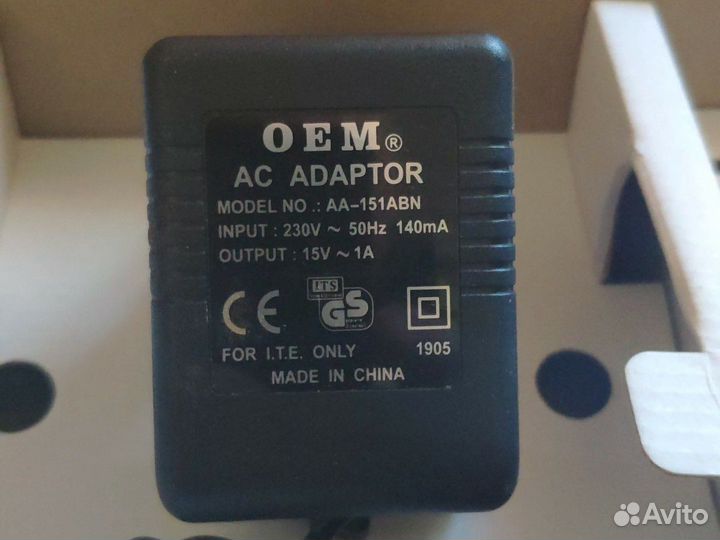 OEM®
AC ADAPTOR
MODEL NO.: AA-151ABN
INPUT : 230V ~ 50Hz 140mA
OUTPUT : 15V ~ 1A
CE
ITS
GS
FOR I.T.E. ONLY 1905
MADE IN CHINA
Avito